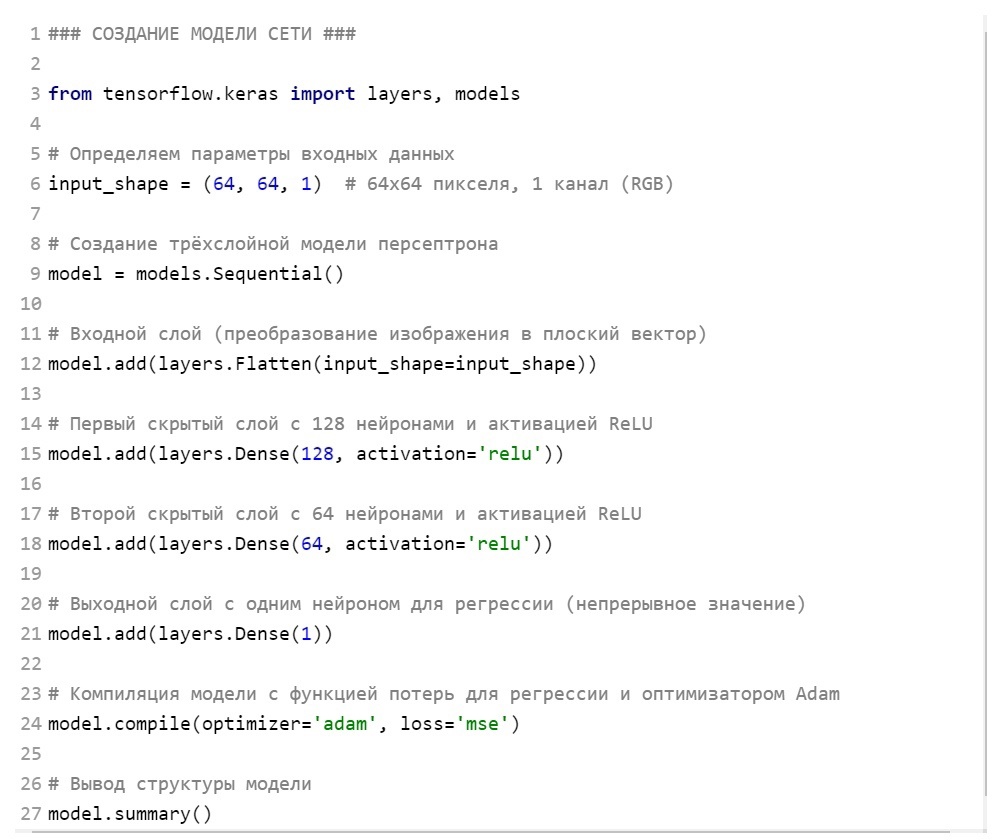 1 ### СОЗДАНИЕ МОДЕЛИ СЕТИ ###
2
3 from tensorflow.keras import layers, models
4
5 # Определяем параметры входных данных
6 input_shape = (64, 64, 1)  # 64x64 пикселя, 1 канал (RGB)
7
8 # Создание трёхслойной модели персептрона
9 model = models.Sequential()
10
11 # Входной слой (преобразование изображения в плоский вектор)
12 model.add(layers.Flatten(input_shape=input_shape))
13
14 # Первый скрытый слой с 128 нейронами и активацией ReLU
15 model.add(layers.Dense(128, activation='relu'))
16
17 # Второй скрытый слой с 64 нейронами и активацией ReLU
18 model.add(layers.Dense(64, activation='relu'))
19
20 # Выходной слой с одним нейроном для регрессии (непрерывное значение)
21 model.add(layers.Dense(1))
22
23 # Компиляция модели с функцией потерь для регрессии и оптимизатором Adam
24 model.compile(optimizer='adam', loss='mse')
25
26 # Вывод структуры модели
27 model.summary()